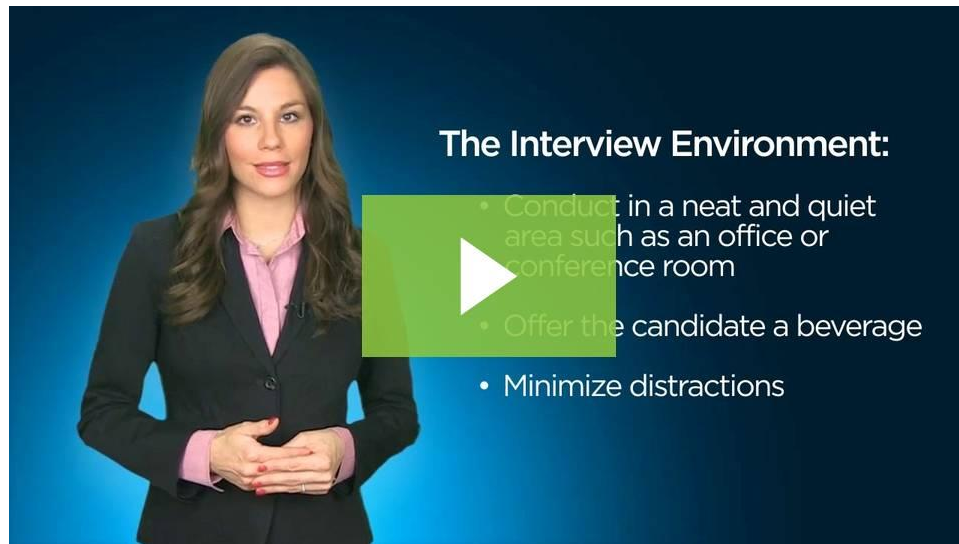 The Interview Environment:
• Conduct in a neat and quiet
area such as an office or
conference room
• Offer the candidate a beverage
• Minimize distractions